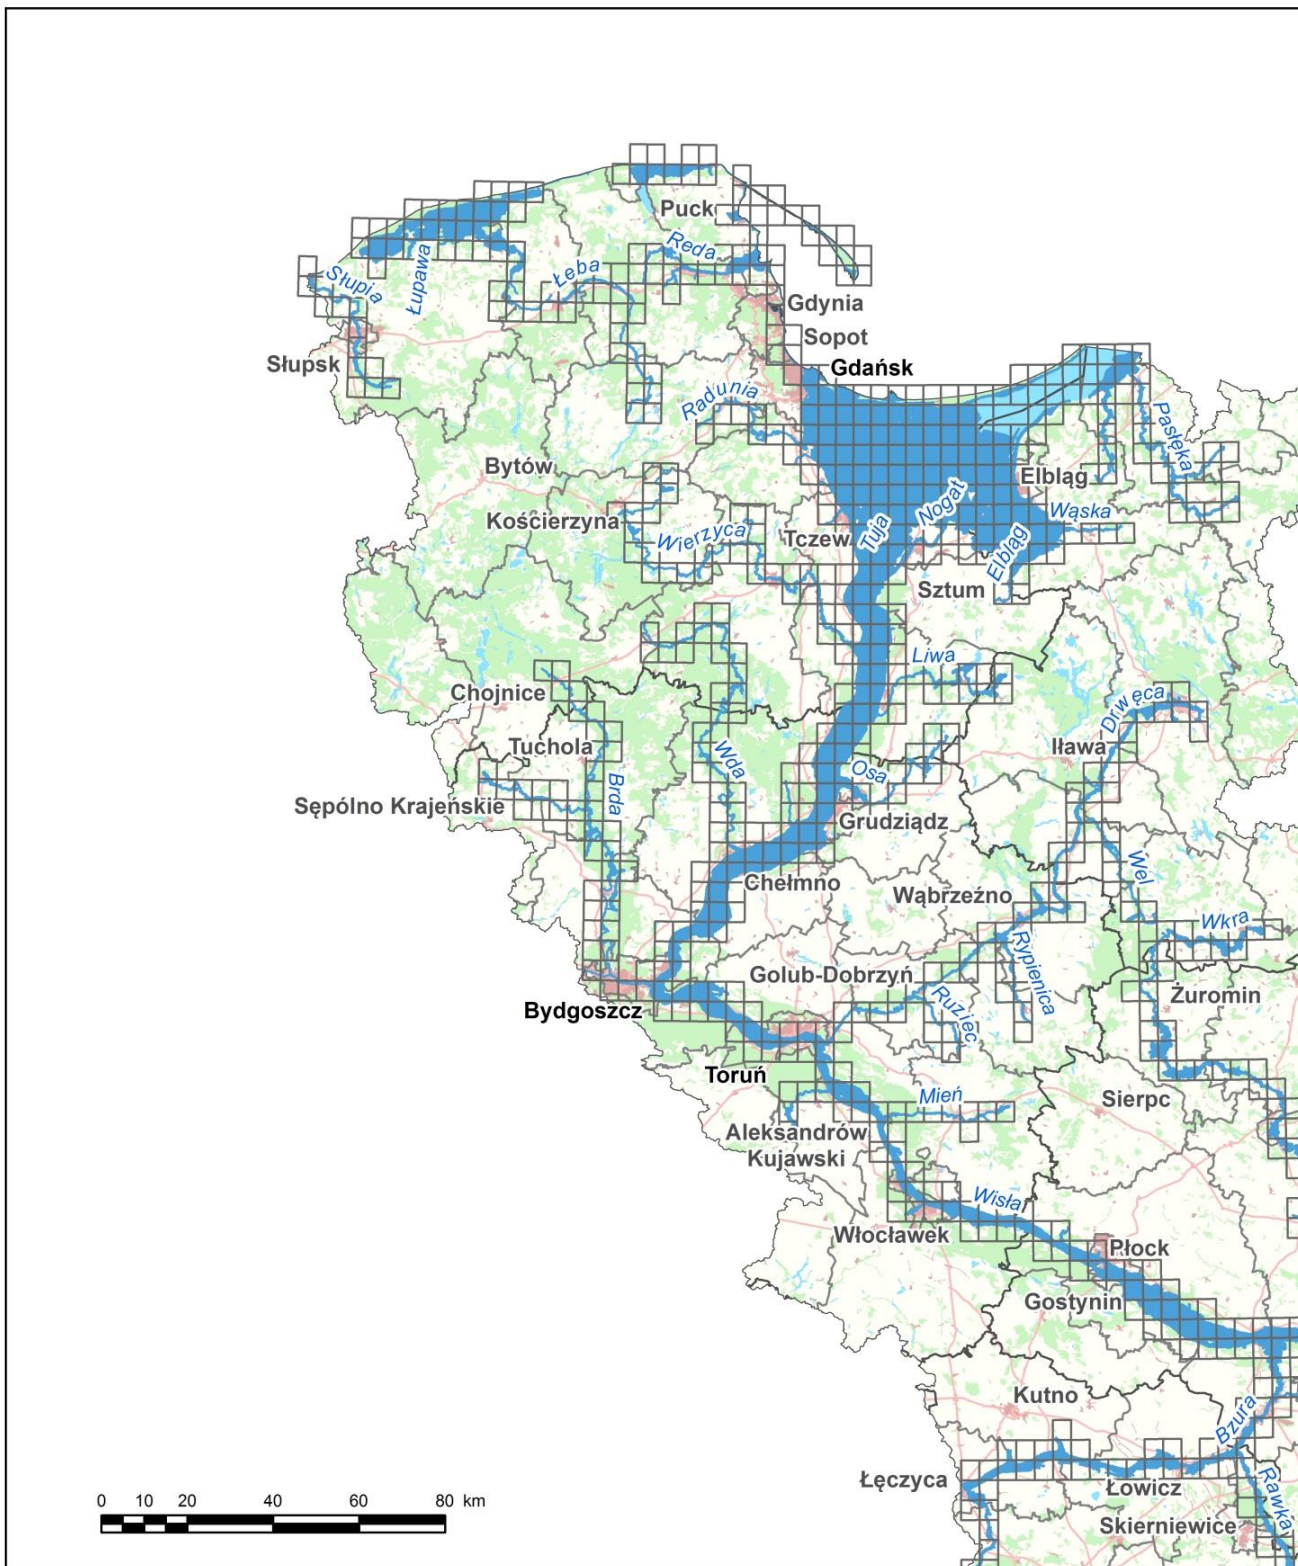 Puck
Reda
Łeba
Łupawa
Słupia
Gdynia
Sopot
Słupsk
Gdańsk
Radunia
Pasłęka
Bytów
Elbląg
Nogat
Kościerzyna
Wąska
Wierzyca
Tczew
Tuja
Elbląg
Sztum
Liwa
Chojnice
Drwęca
Tuchola
Iława
Wda
Osa
Brda
Sępólno Krajeńskie
Grudziądz
Wel
Chełmno
Wąbrzeźno
Wkra
Rypienica
Golub-Dobrzyń
Żuromin
Ruziec
Bydgoszcz
Toruń
Mień
Sierpc
Aleksandrów
Kujawski
Wisła
Włocławek
Płock
Gostynin
Kutno
Bzura
Łęczyca
Łowicz
Rawka
Skierniewice
0 10 20 40 60 80 km